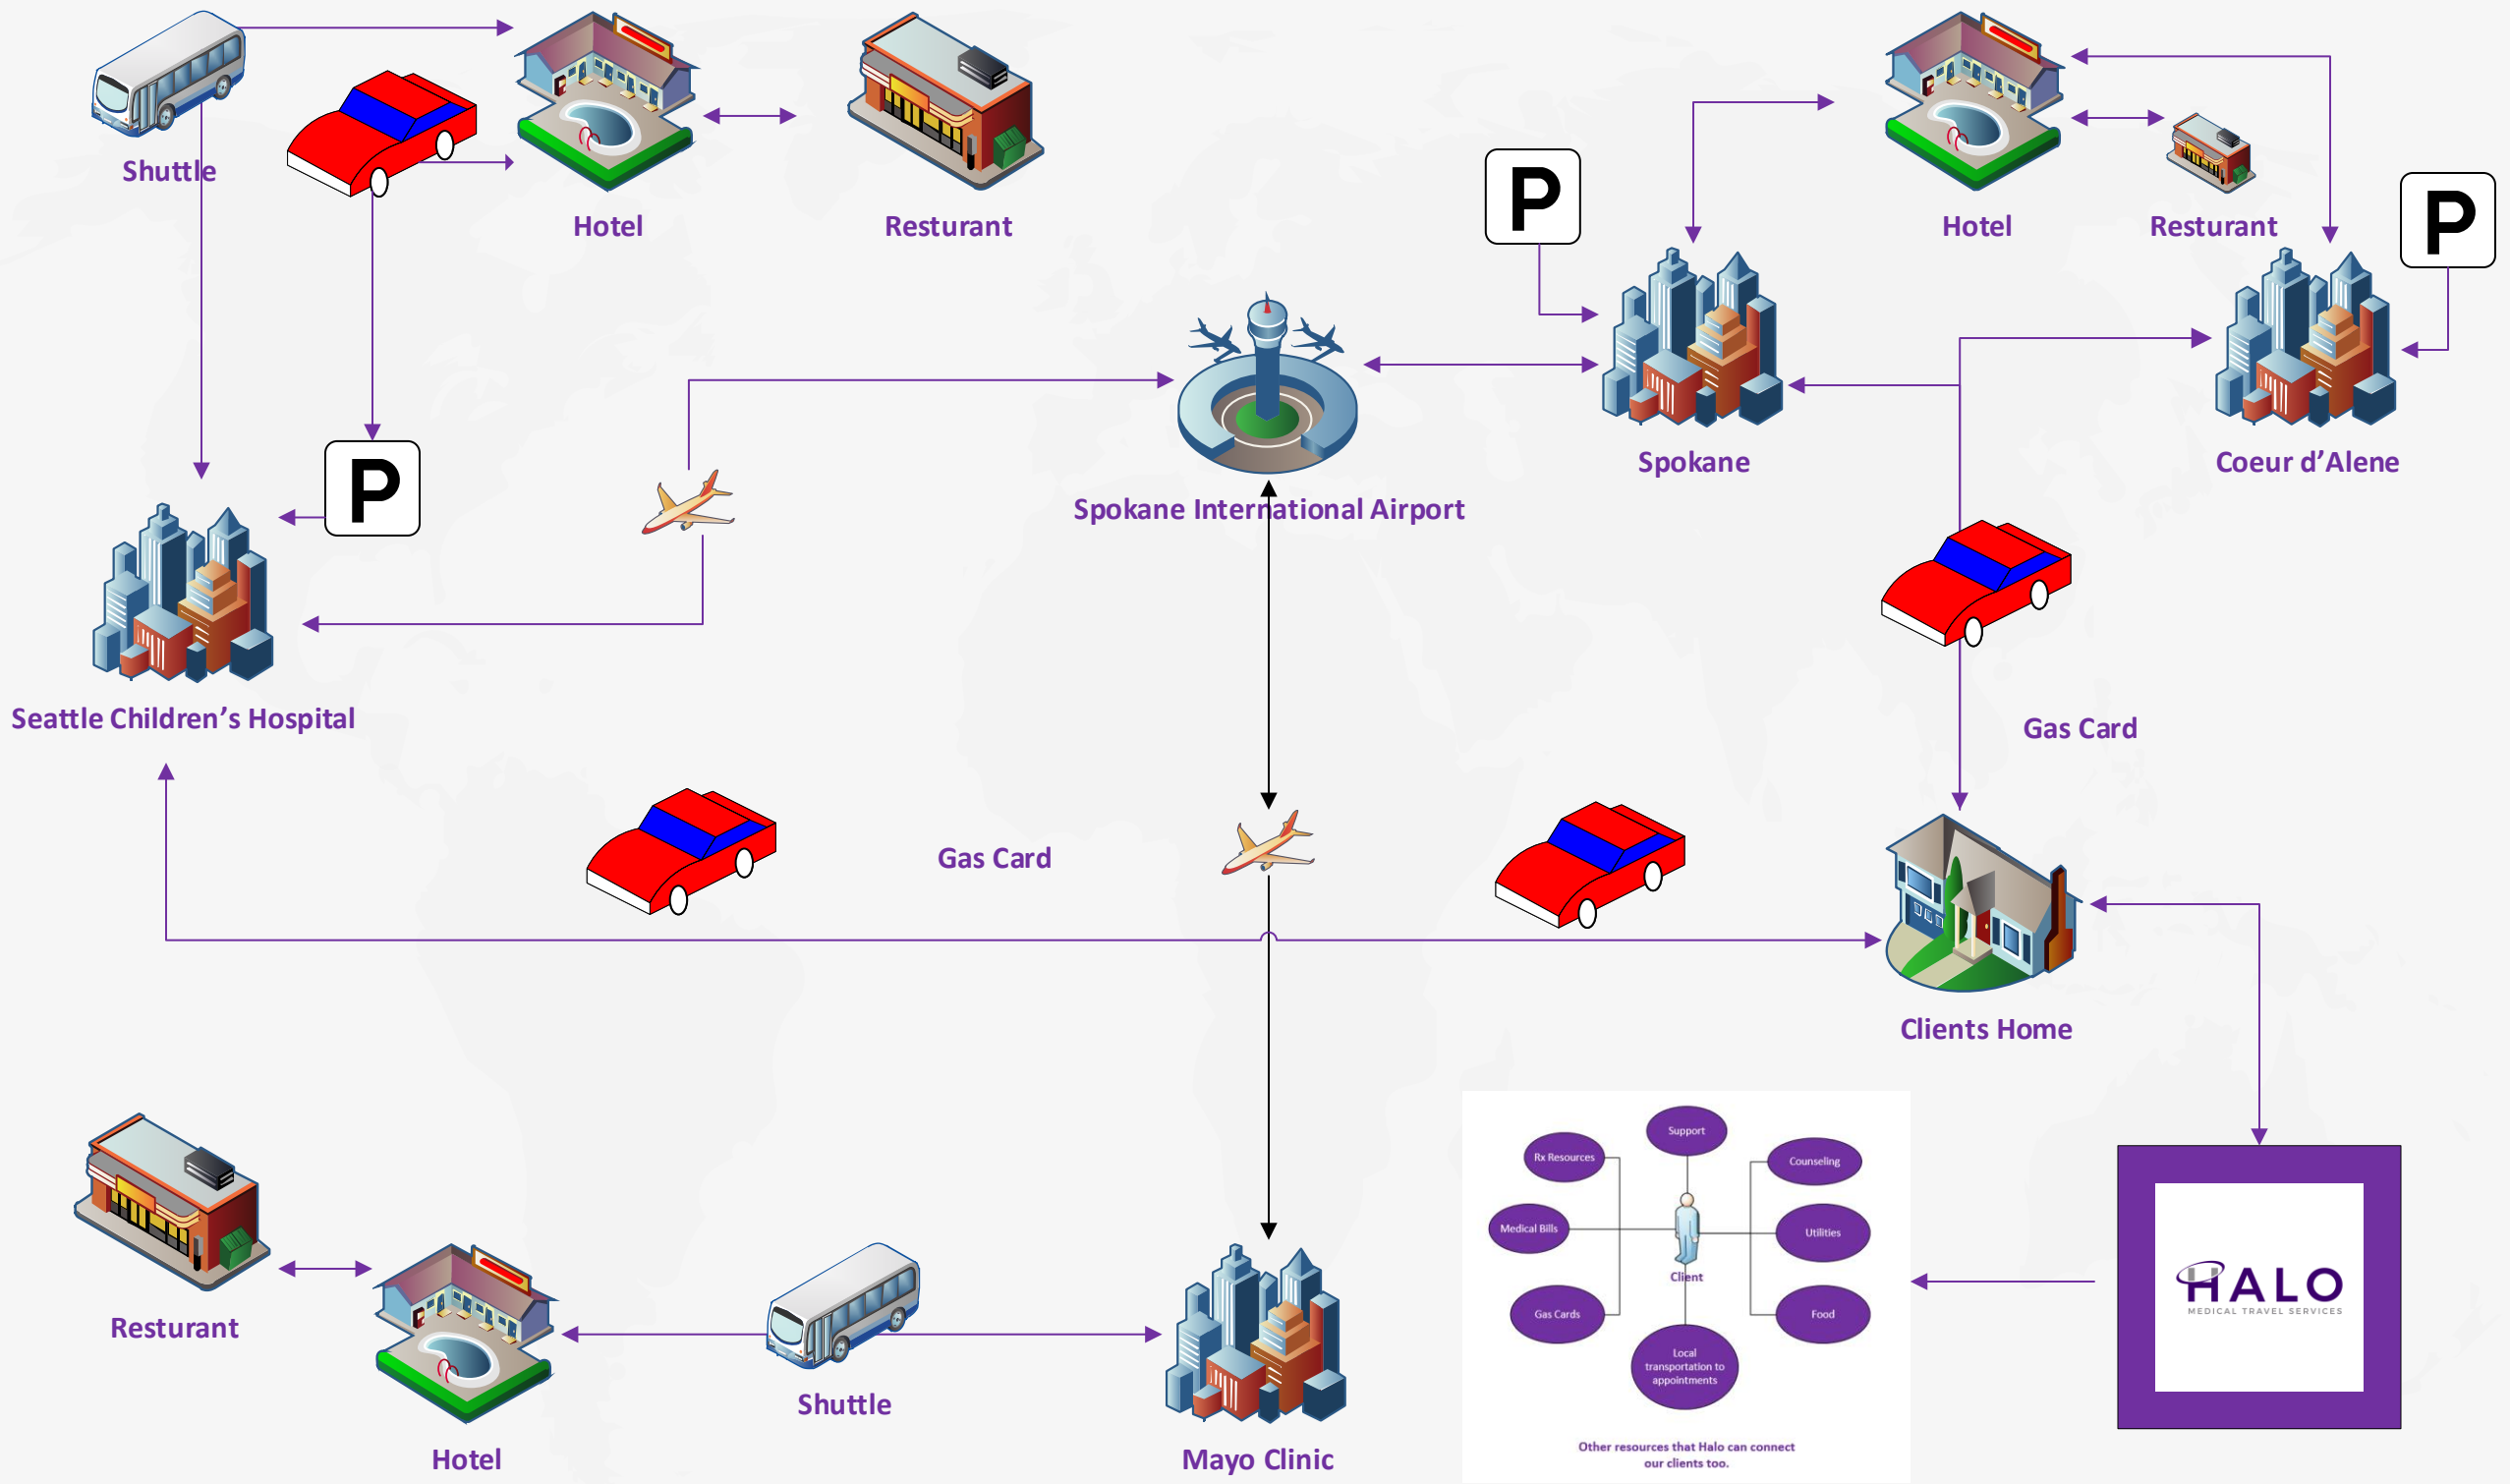 Shuttle
Hotel
Resturant
P
Hotel
Resturant
P
P
Spokane International Airport
Spokane
Coeur d’Alene
Seattle Children’s Hospital
Gas Card
Gas Card
Clients Home
Resturant
Hotel
Shuttle
Mayo Clinic
Support
Rx Resources
Counseling
Medical Bills
Utilities
Client
Gas Cards
Food
Local
transportation to
appointments
Other resources that Halo can connect
our clients too.
HALO
MEDICAL TRAVEL SERVICES